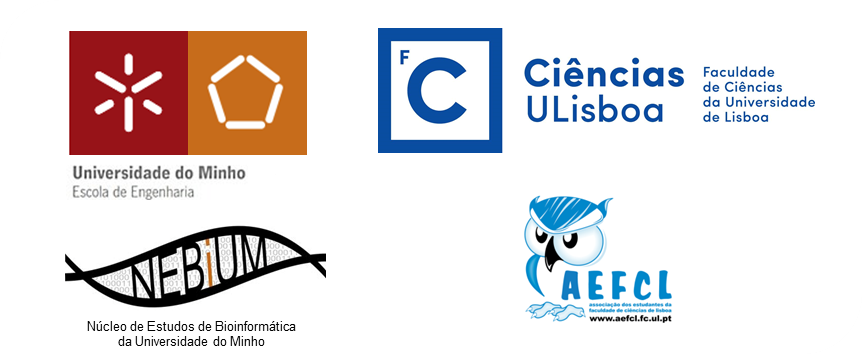 Universidade do Minho
Escola de Engenharia
F
C
Ciências
ULisboa
Faculdade
de Ciências
da Universidade
de Lisboa
NEBiUM
Núcleo de Estudos de Bioinformática
da Universidade do Minho
AEFCL
associação dos estudantes da
faculdade de ciências de lisboa
www.aefcl.fc.ul.pt